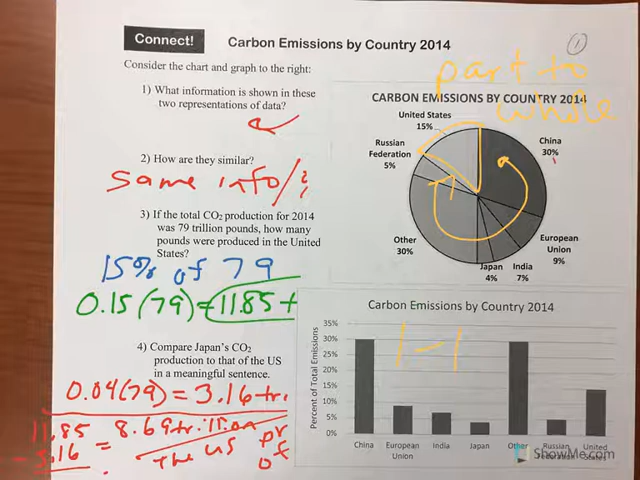 Connect!
Carbon Emissions by Country 2014
1
Consider the chart and graph to the right:
1) What information is shown in these
two representations of data?
2) How are they similar?
same info/%
3) If the total CO₂ production for 2014
was 79 trillion pounds, how many
pounds were produced in the United
States?
15% of 79
0.15 (79) = 11.85 t
4) Compare Japan's CO₂
production to that of the US
in a meaningful sentence.
0.04(79) = 3.16 tr.
11.85
- 3.16
= 8.69 trillion
The US pr
of
part to
whole
CARBON EMISSIONS BY COUNTRY 2014
United States
15%
China
30%
Russian
Federation
5%
European
Union
9%
Other
30%
Japan
4%
India
7%
Carbon Emissions by Country 2014
1-1
Percent of Total Emissions
35%
30%
25%
20%
15%
10%
5%
0%
China
European
Union
India
Japan
Other
Russian
Federation
United
States
ShowMe.com